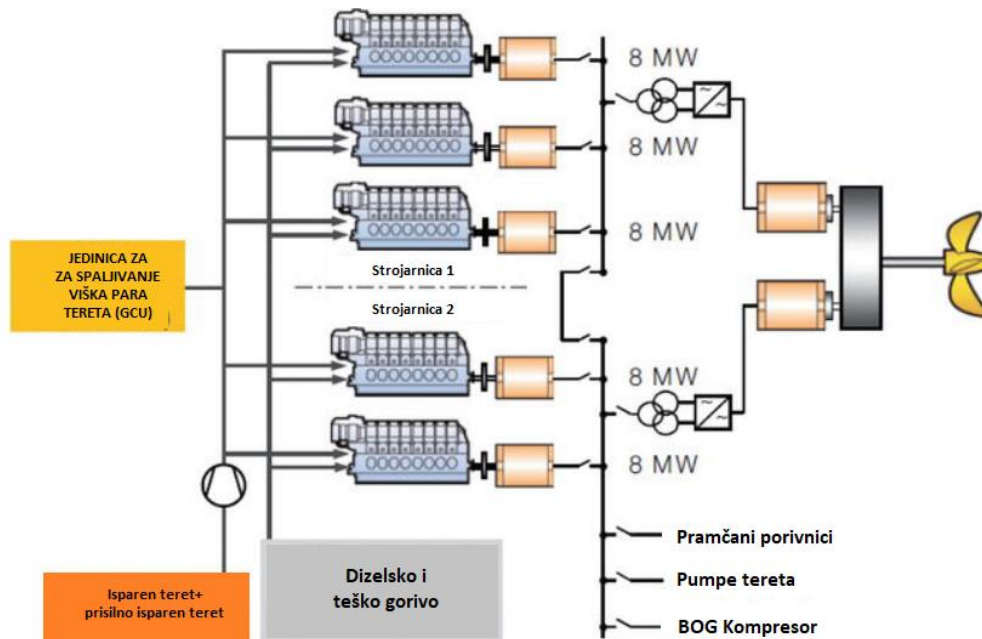 8 MW
8 MW
8 MW
JEDINICA ZA
ZA SPALJIVANJE
VIŠKA PARA
TERETA (GCU)
Strojarnica 1
Strojarnica 2
8 MW
8 MW
Isparen teret+
prisilno isparen teret
Dizelsko i
teško gorivo
Pramčani porivnici
Pumpe tereta
BOG Kompresor